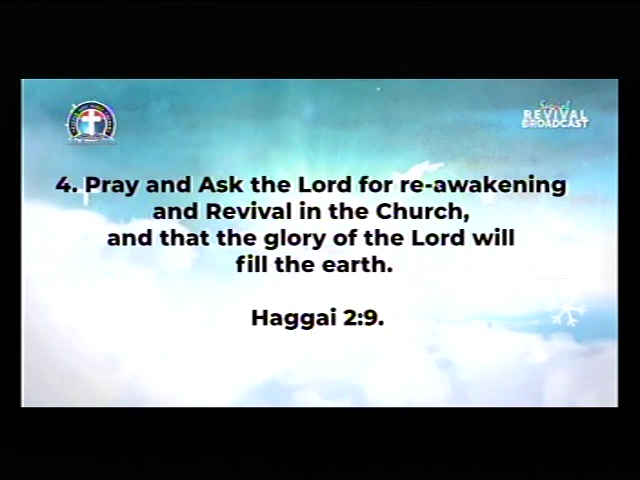 Special
REVIVAL
BROADCAST
4. Pray and Ask the Lord for re-awakening
and Revival in the Church,
and that the glory of the Lord will
fill the earth.
Haggai 2:9.